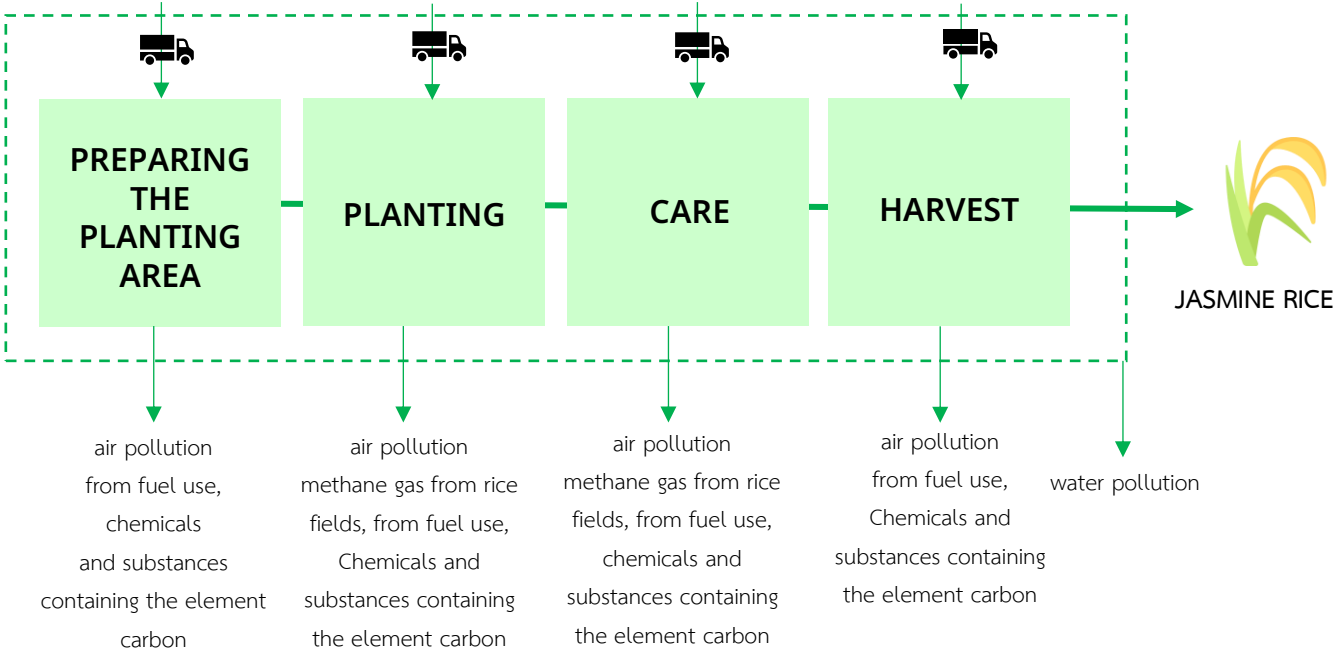 PREPARING
THE
PLANTING
AREA
PLANTING
CARE
HARVEST
JASMINE RICE
air pollution
from fuel use,
chemicals
and substances
containing the element
carbon
air pollution
methane gas from rice
fields, from fuel use,
Chemicals and
substances containing
the element carbon
air pollution
methane gas from rice
fields, from fuel use,
chemicals and
substances containing
the element carbon
air pollution
from fuel use,
Chemicals and
substances containing
the element carbon
water pollution